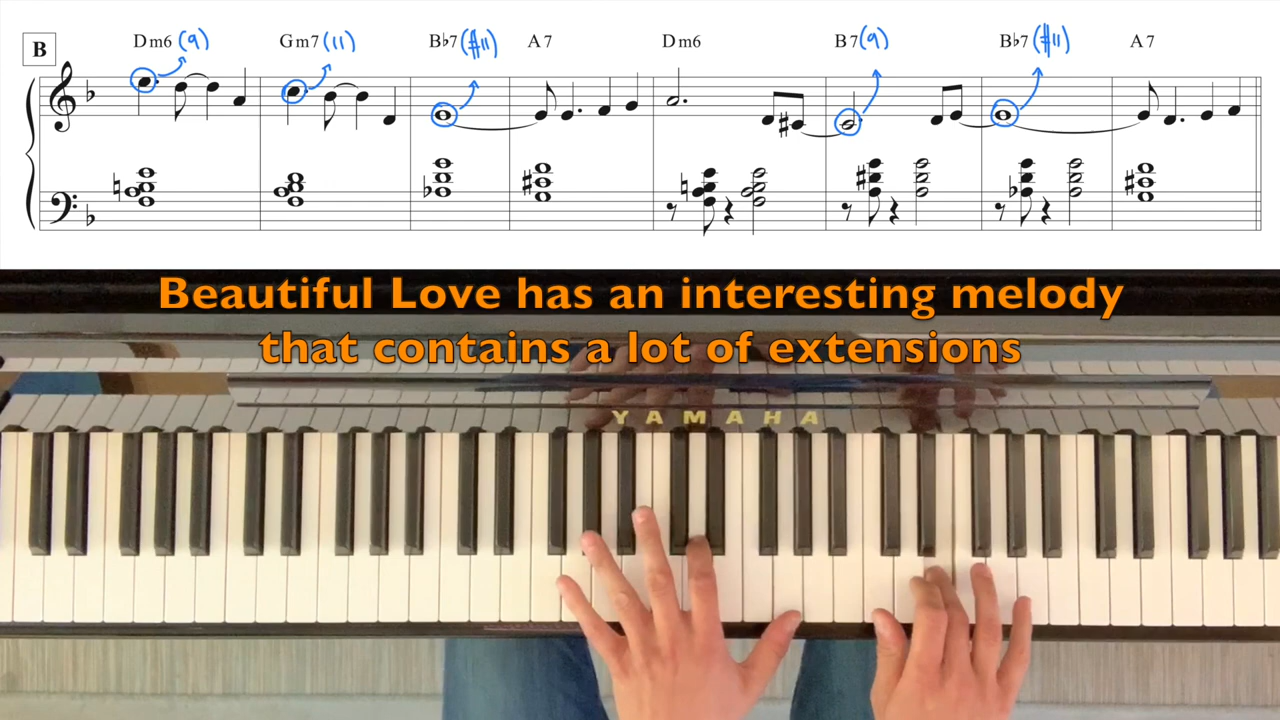 B Dm6 (9) Gm7 (11) B♭7 (#11) A7 Dm6 B7 (9) B♭7 (#11) A7
Beautiful Love has an interesting melody
that contains a lot of extensions
YAMAHA